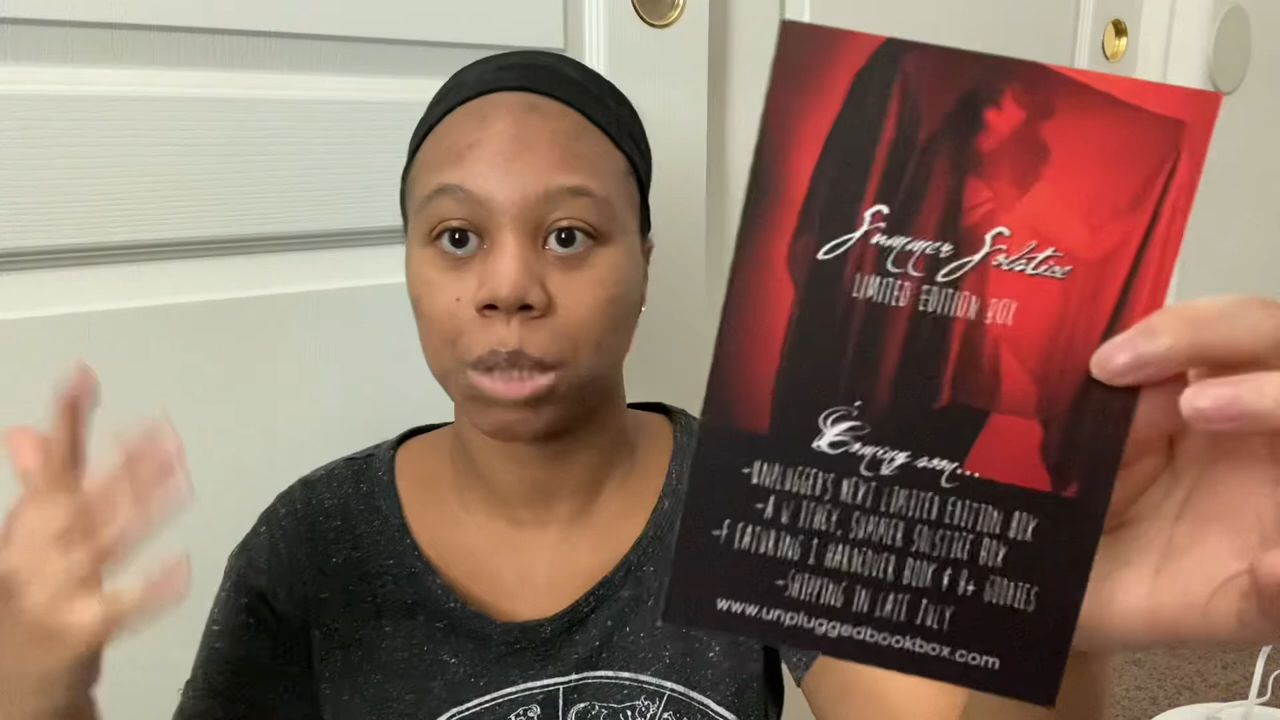 Summer Solstice
LIMITED EDITION BOX
Coming soon...
-UNPLUGGED'S NEXT LIMITED EDITION BOX
-A WITCHY, SUMMER SOLSTICE BOX
-FEATURING 1 HARDCOVER BOOK & 8+ GOODIES
-SHIPPING IN LATE JULY
www.unpluggedbookbox.com